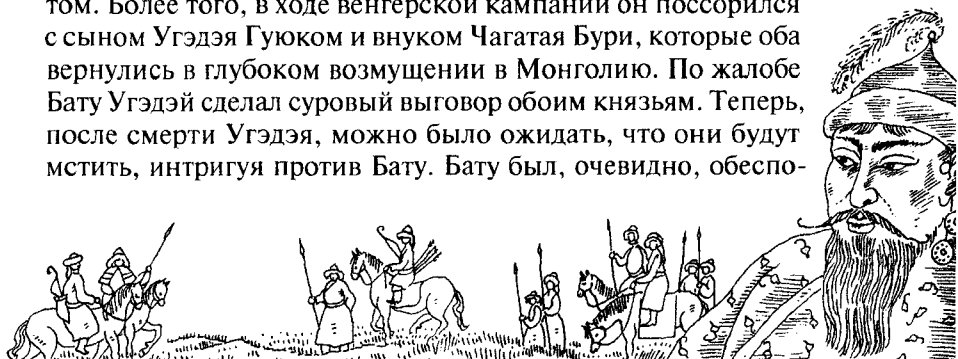 том. Более того, в ходе венгерской кампании он поссорился
с сыном Угэдэя Гуюком и внуком Чагатая Бури, которые оба
вернулись в глубоком возмущении в Монголию. По жалобе
Бату Угэдэй сделал суровый выговор обоим князьям. Теперь,
после смерти Угэдэя, можно было ожидать, что они будут
мстить, интригуя против Бату. Бату был, очевидно, обеспо-